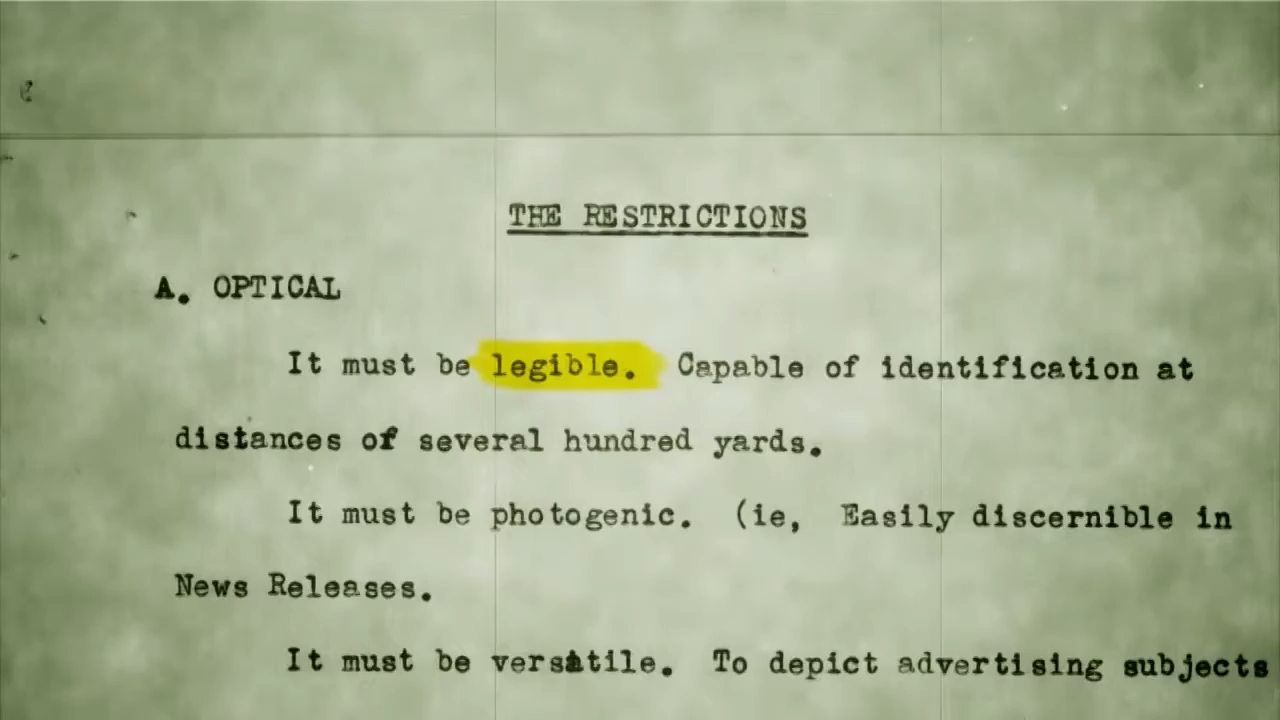 THE RESTRICTIONS
A. OPTICAL
It must be legible. Capable of identification at
distances of several hundred yards.
It must be photogenic. (ie, Easily discernible in
News Releases.
It must be versatile. To depict advertising subjects